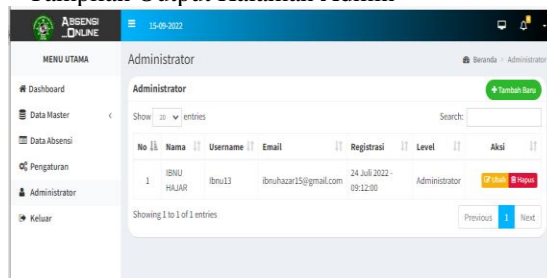 Tampilan Output Halaman Admin
ABSENSI
_ONLINE
15-09-2022
MENU UTAMA
Dashboard
Data Master
Data Absensi
Pengaturan
Administrator
Keluar
Administrator
Beranda > Administrator
Administrator
+Tambah Baru
Show 20 entries
Search:
No Nama Username Email Registrasi Level Aksi
1 IBNU HAJAR Ibnu13 ibnuhazar15@gmail.com 24 Juli 2022 - 09:12:00 Administrator Ubah Hapus
Showing 1 to 1 of 1 entries
Previous 1 Next